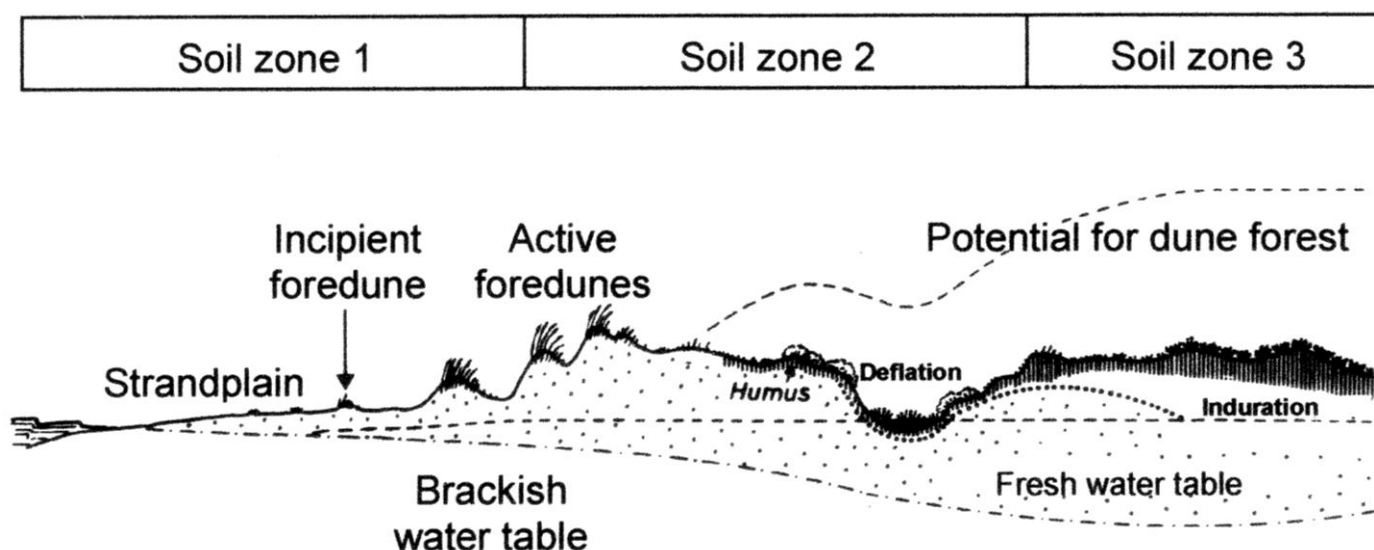 Soil zone 1
Soil zone 2
Soil zone 3
Incipient
foredune
Active
foredunes
Potential for dune forest
Strandplain
Deflation
Humus
Induration
Brackish
water table
Fresh water table